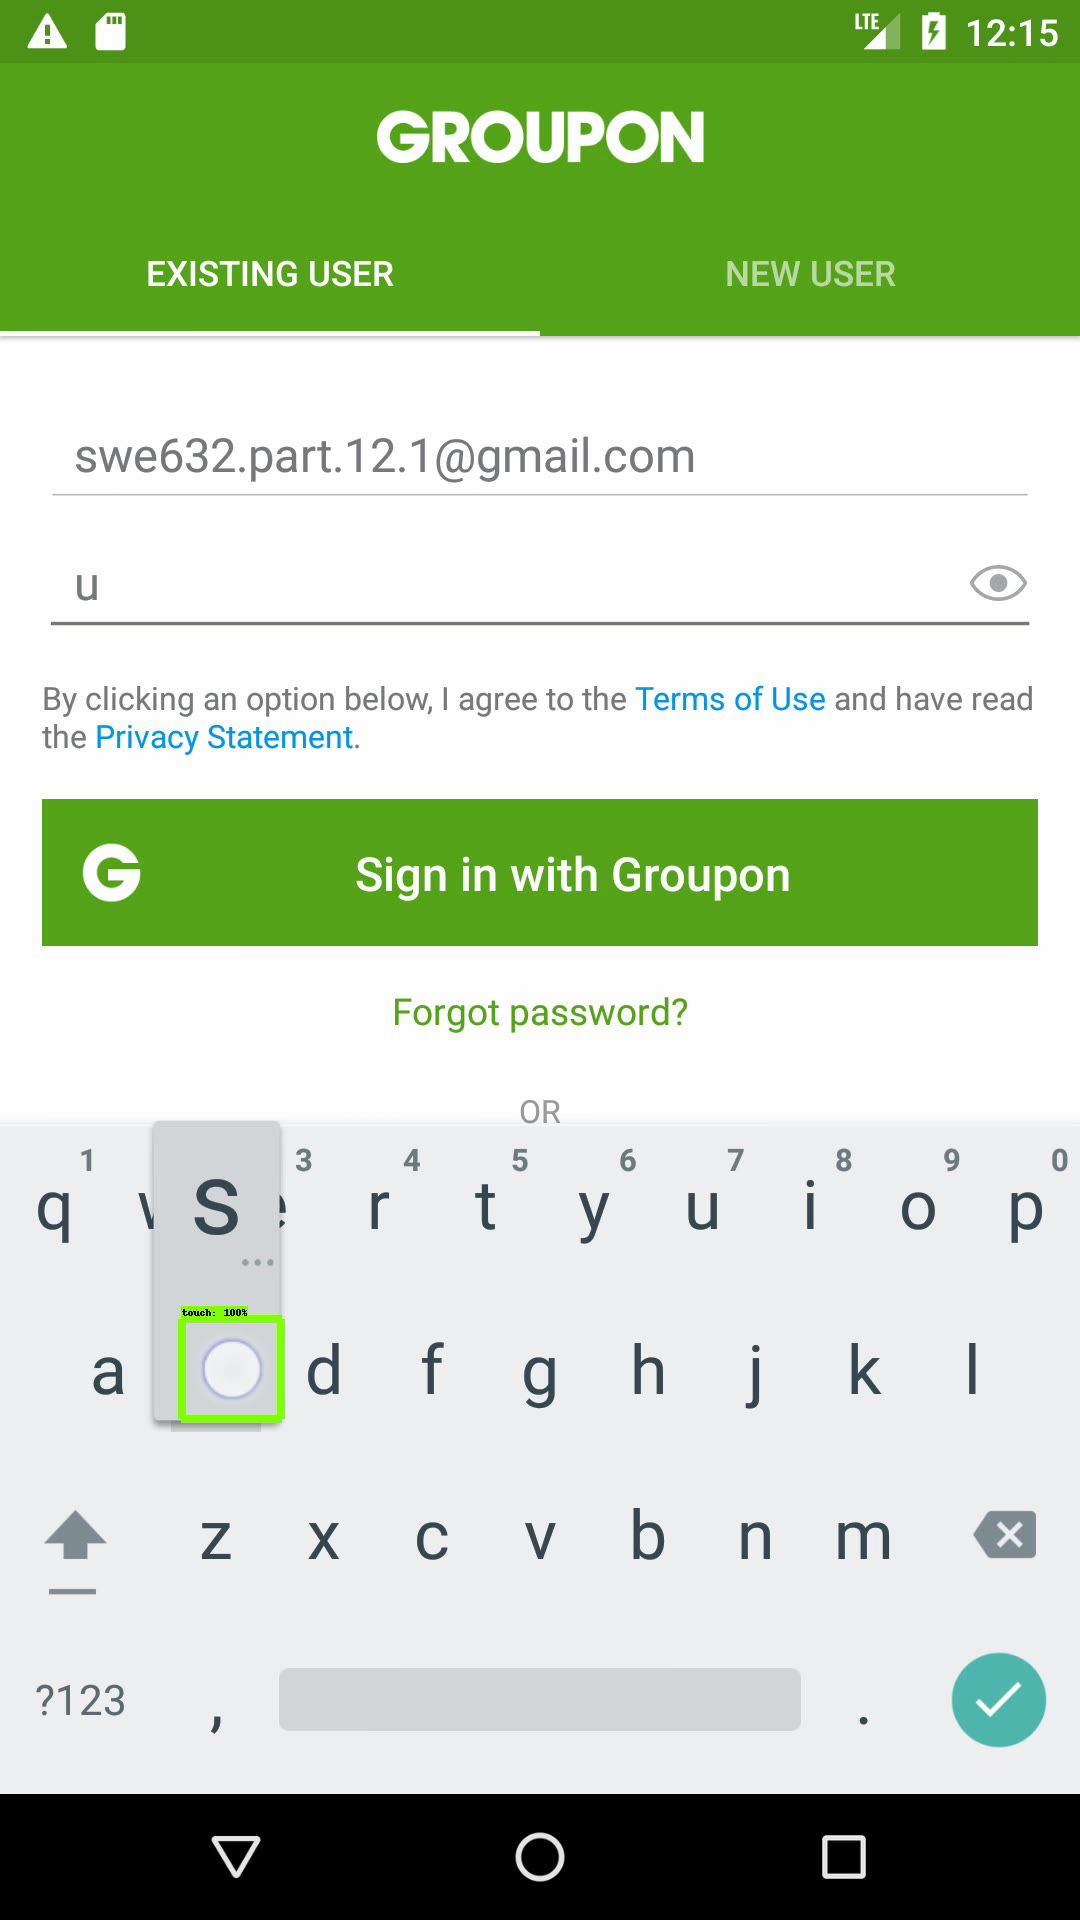 LTE 12:15
GROUPON
EXISTING USER NEW USER
swe632.part.12.1@gmail.com
u
By clicking an option below, I agree to the Terms of Use and have read
the Privacy Statement.
G Sign in with Groupon
Forgot password?
OR
1 3 4 5 6 7 8 9 0
q w e r t y u i o p
s
touch: 100%
a d f g h j k l
z x c v b n m
?123 , .